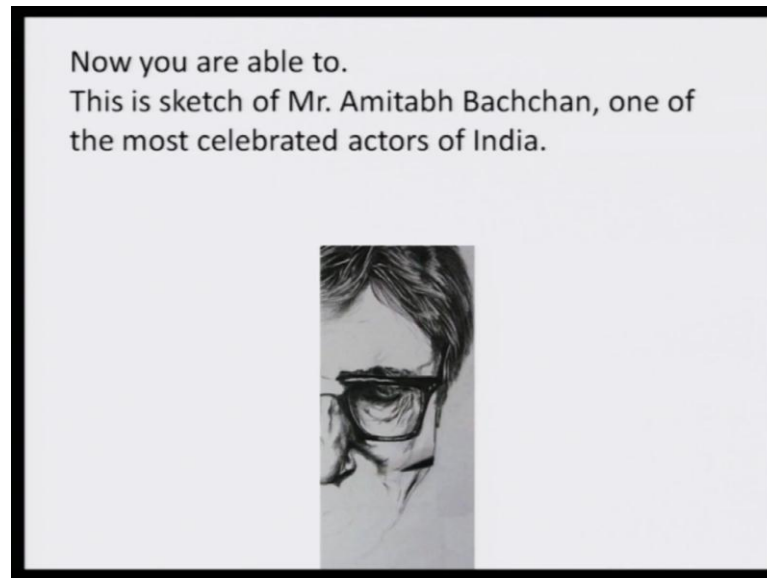 Now you are able to.
This is sketch of Mr. Amitabh Bachchan, one of
the most celebrated actors of India.